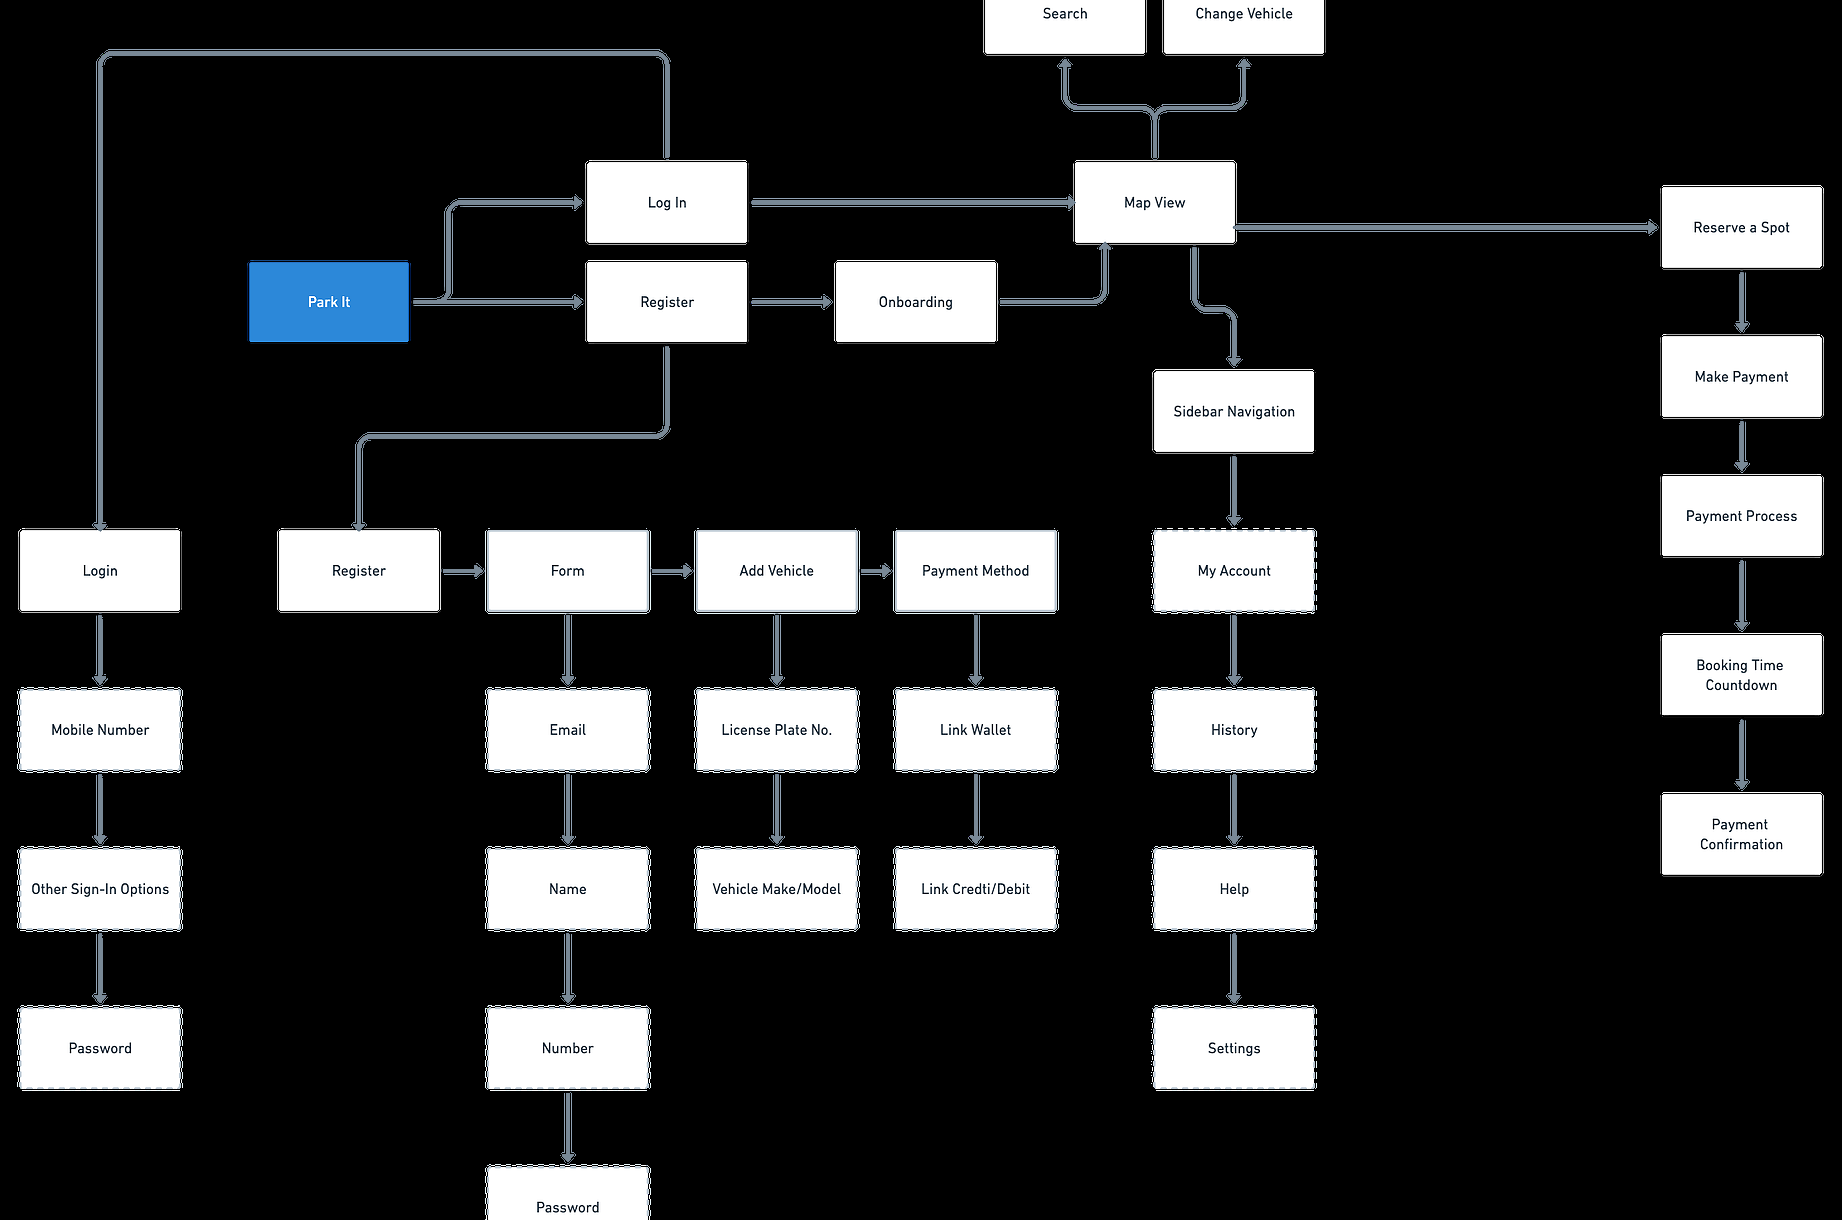 Search
Change Vehicle
Log In
Map View
Reserve a Spot
Park It
Register
Onboarding
Make Payment
Sidebar Navigation
Payment Process
Login
Register
Form
Add Vehicle
Payment Method
My Account
Booking Time
Countdown
Mobile Number
Email
License Plate No.
Link Wallet
History
Payment
Confirmation
Other Sign-In Options
Name
Vehicle Make/Model
Link Credti/Debit
Help
Password
Number
Settings
Password